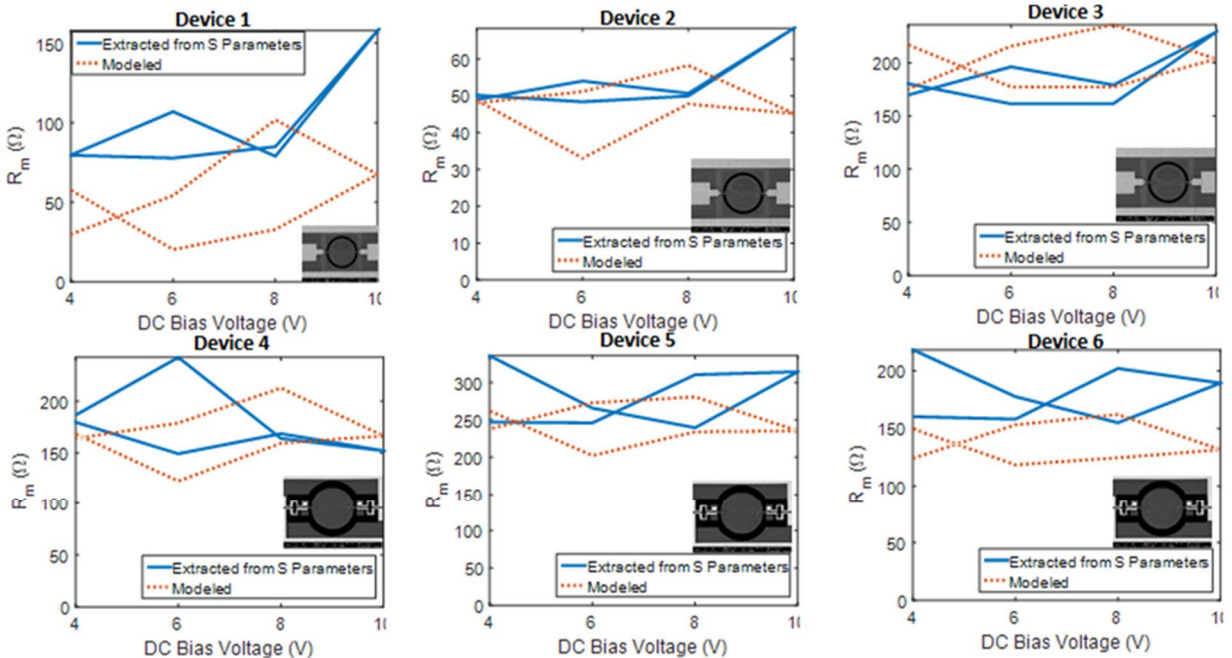 Device 1
150
100
50
0
R_m (Ω)
Extracted from S Parameters
Modeled
4 6 8 10
DC Bias Voltage (V)
Device 2
60
50
40
30
20
10
0
R_m (Ω)
Extracted from S Parameters
Modeled
4 6 8 10
DC Bias Voltage (V)
Device 3
200
150
100
50
0
R_m (Ω)
Extracted from S Parameters
Modeled
4 6 8 10
DC Bias Voltage (V)
Device 4
200
150
100
50
0
R_m (Ω)
Extracted from S Parameters
Modeled
4 6 8 10
DC Bias Voltage (V)
Device 5
300
250
200
150
100
50
0
R_m (Ω)
Extracted from S Parameters
Modeled
4 6 8 10
DC Bias Voltage (V)
Device 6
200
150
100
50
0
R_m (Ω)
Extracted from S Parameters
Modeled
4 6 8 10
DC Bias Voltage (V)